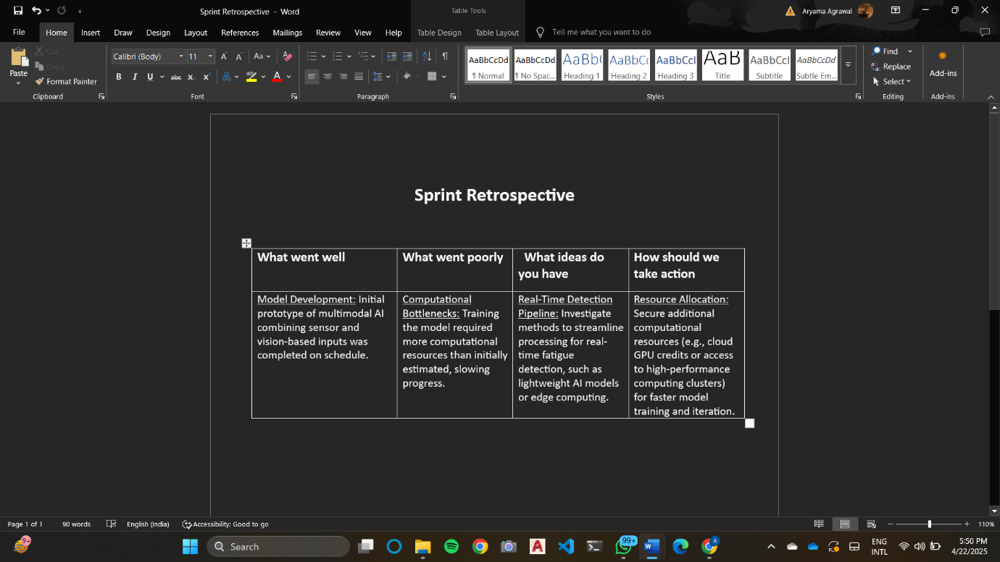 Sprint Retrospective - Word
Table Tools
Aryama Agrawal
File Home Insert Draw Design Layout References Mailings Review View Help Table Design Table Layout Tell me what you want to do
Paste
Cut
Copy
Format Painter
Clipboard
Calibri (Body) 11
Font
Paragraph
AaBbCcDd AaBbCcDd AaBb( AaBbCc AaBbCcI AaB AaBbCcI AaBbCcDd
¶ Normal ¶ No Spac... Heading 1 Heading 2 Heading 3 Title Subtitle Subtle Em...
Styles
Find
Replace
Select
Editing
Add-ins
Add-ins
Sprint Retrospective
What went well
What went poorly
What ideas do
you have
How should we
take action
Model Development: Initial
prototype of multimodal AI
combining sensor and
vision-based inputs was
completed on schedule.
Computational
Bottlenecks: Training
the model required
more computational
resources than initially
estimated, slowing
progress.
Real-Time Detection
Pipeline: Investigate
methods to streamline
processing for real-
time fatigue
detection, such as
lightweight AI models
or edge computing.
Resource Allocation:
Secure additional
computational
resources (e.g., cloud
GPU credits or access
to high-performance
computing clusters)
for faster model
training and iteration.
Page 1 of 1 90 words English (India) Accessibility: Good to go
110%
9+
Search
99+
ENG
INTL
5:50 PM
4/22/2025